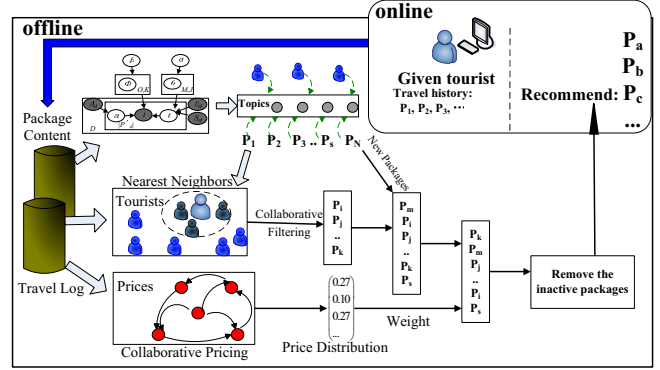 offline
online
Given tourist
Travel history:
P1, P2, P3, ...
Recommend:
Pa
Pb
Pc
...
Package
Content
Travel Log
O,K
M,J
D
Topics
P1 P2 P3 .. Ps PN
New Packages
Nearest Neighbors
Tourists
Collaborative
Filtering
Pi
Pj
..
Pk
Pm
Pi
Pj
..
Pk
Ps
Pk
Pm
Pj
..
Pi
Ps
Remove the
inactive packages
Prices
Collaborative Pricing
0.27
0.10
0.27
...
Price Distribution
Weight